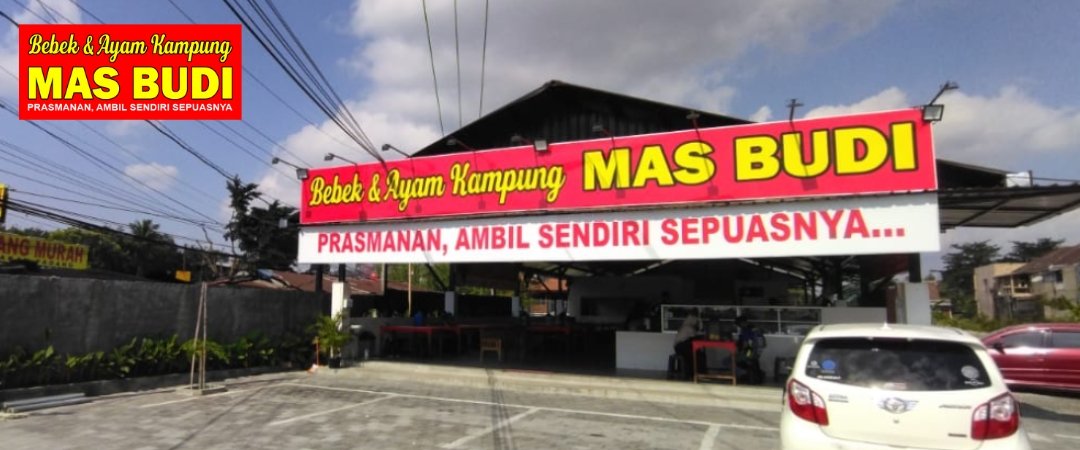 Bebek & Ayam Kampung
MAS BUDI
PRASMANAN, AMBIL SENDIRI SEPUASNYA
Bebek & Ayam Kampung MAS BUDI
PRASMANAN, AMBIL SENDIRI SEPUASNYA...
ANG MURAH